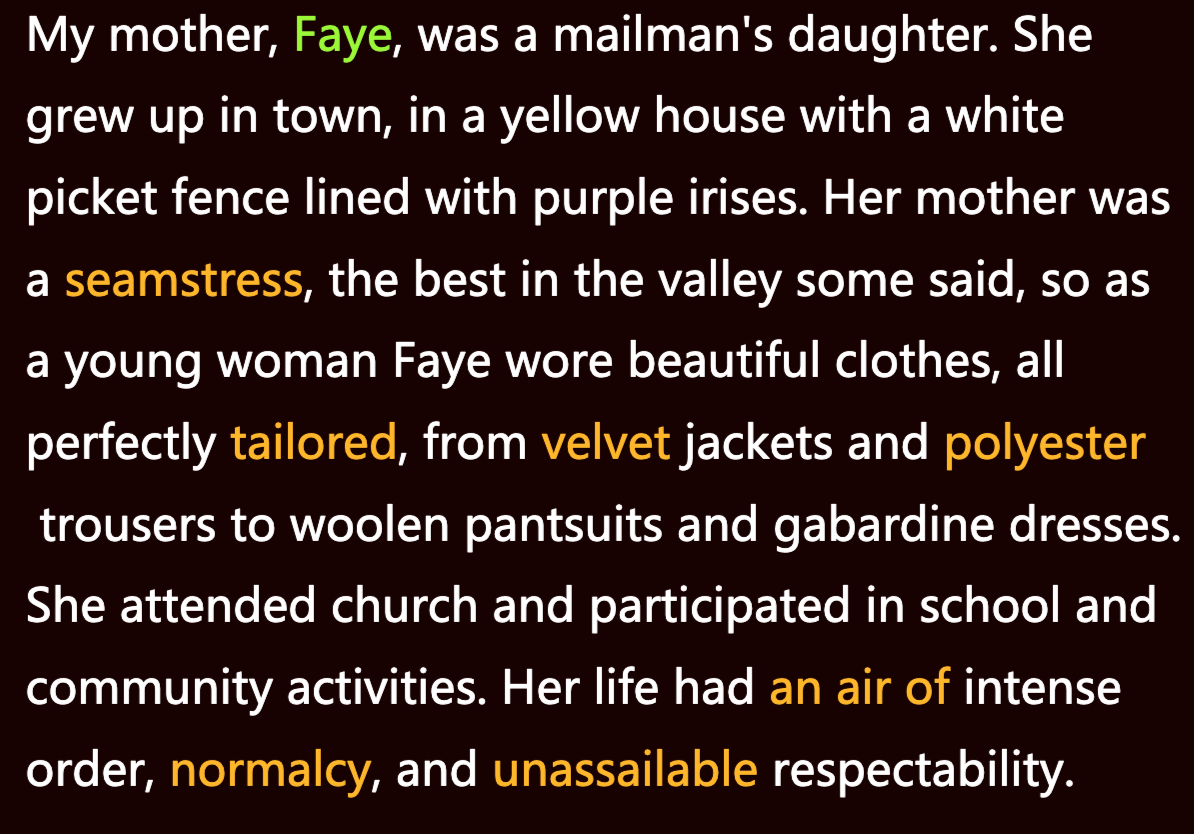 My mother, Faye, was a mailman's daughter. She
grew up in town, in a yellow house with a white
picket fence lined with purple irises. Her mother was
a seamstress, the best in the valley some said, so as
a young woman Faye wore beautiful clothes, all
perfectly tailored, from velvet jackets and polyester
trousers to woolen pantsuits and gabardine dresses.
She attended church and participated in school and
community activities. Her life had an air of intense
order, normalcy, and unassailable respectability.